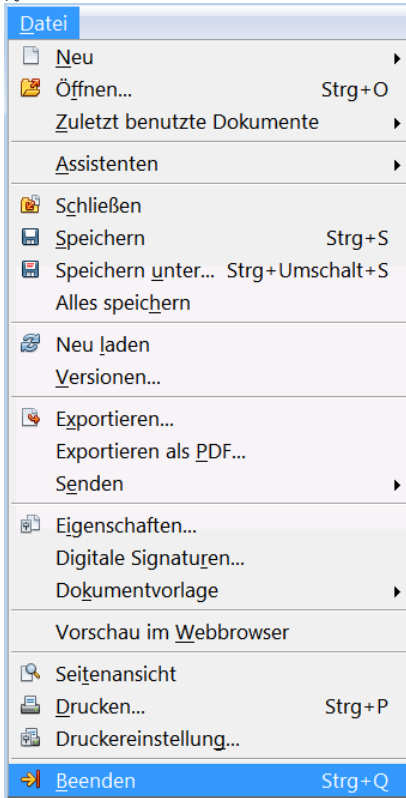 Datei
Neu
Öffnen... Strg+O
Zuletzt benutzte Dokumente
Assistenten
Schließen
Speichern Strg+S
Speichern unter... Strg+Umschalt+S
Alles speichern
Neu laden
Versionen...
Exportieren...
Exportieren als PDF...
Senden
Eigenschaften...
Digitale Signaturen...
Dokumentvorlage
Vorschau im Webbrowser
Seitenansicht
Drucken... Strg+P
Druckereinstellung...
Beenden Strg+Q